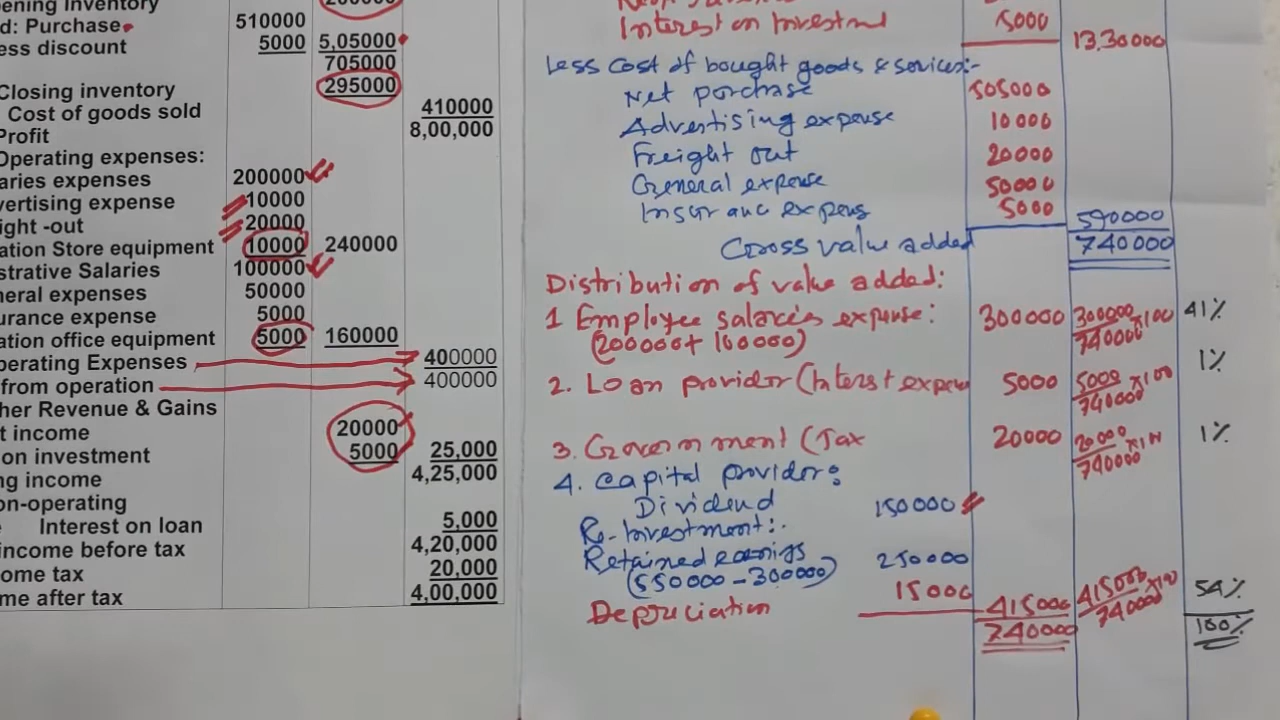 ening Inventory
d: Purchase 510000
ess discount 5000 5,05000
705000
Closing inventory 295000
Cost of goods sold 410000
Profit 8,00,000
Operating expenses:
aries expenses 200000
vertising expense 10000
ight -out 20000
ation Store equipment 10000 240000
strative Salaries 100000
neral expenses 50000
urance expense 5000
ation office equipment 5000 160000
perating Expenses 400000
from operation 400000
her Revenue & Gains
t income 20000
on investment 5000 25,000
ng income 4,25,000
on-operating
Interest on loan 5,000
income before tax 4,20,000
ome tax 20,000
me after tax 4,00,000
Interest on Investment 5000 13,30000
Less Cost of bought goods & sovices:-
Net purchase 505000
Advertising expense 10000
Freight out 20000
General expense 50000
Insuranc expens 5000 590000
Gross value added 740000
Distribution of value added:
1 Employee salaries expense: 300000 300000/740000 x100 41%
(200000+ 100000)
2. Loan provider (Interst expen 5000 5000/740000 x100 1%
3. Government (Tax 20000 20000/740000 x100 1%
4. Capital provider:
Dividend 150000
Re-Investment:-
Retained earnings 250000
(550000-300000)
Depreciation 15000 415000 415000/740000 x100 54%
740000 100%